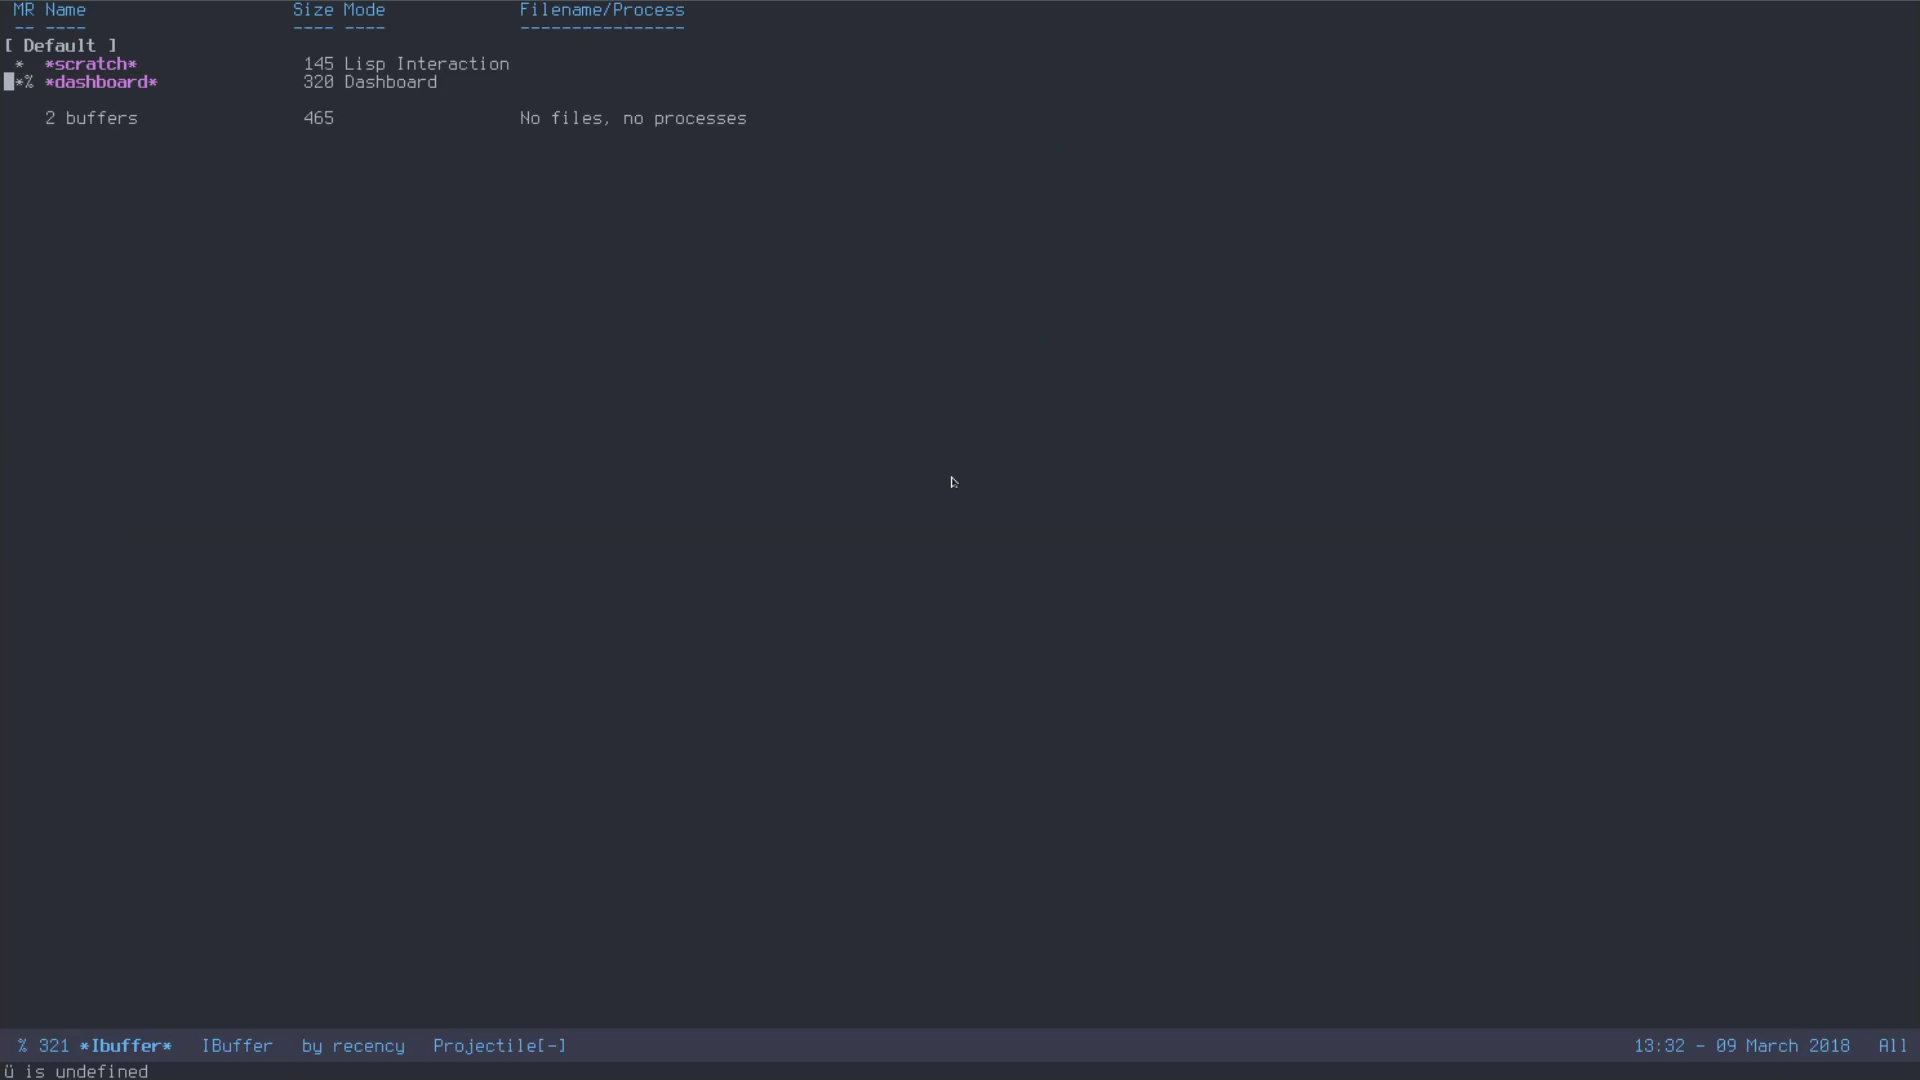 MR Name Size Mode Filename/Process
-- ---- ---- ---- ----------------
[ Default ]
* *scratch* 145 Lisp Interaction
*% *dashboard* 320 Dashboard
2 buffers 465 No files, no processes
% 321 *Ibuffer* IBuffer by recency Projectile[-] 13:32 - 09 March 2018 All
ü is undefined